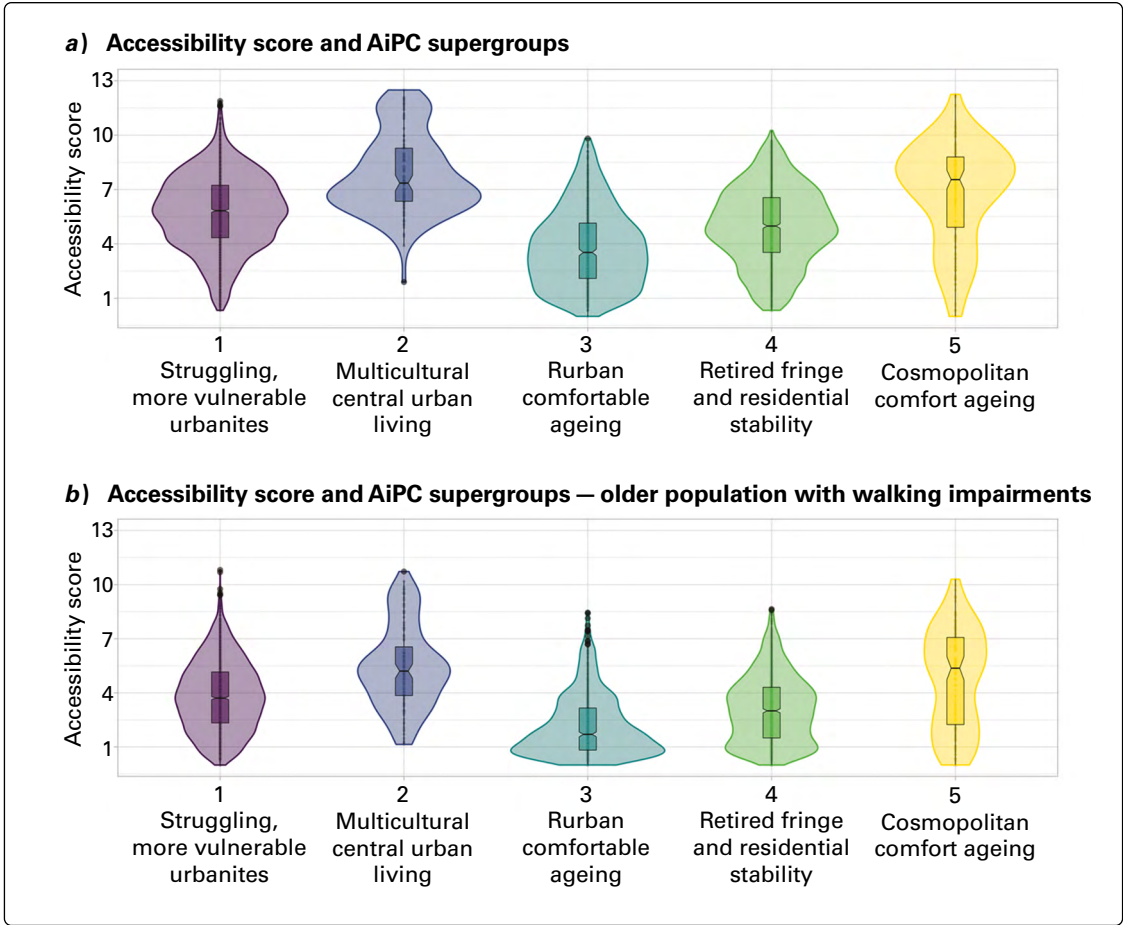 a) Accessibility score and AiPC supergroups
Accessibility score
13
10
7
4
1
1
Struggling,
more vulnerable
urbanites
2
Multicultural
central urban
living
3
Rurban
comfortable
ageing
4
Retired fringe
and residential
stability
5
Cosmopolitan
comfort ageing
b) Accessibility score and AiPC supergroups — older population with walking impairments
Accessibility score
13
10
7
4
1
1
Struggling,
more vulnerable
urbanites
2
Multicultural
central urban
living
3
Rurban
comfortable
ageing
4
Retired fringe
and residential
stability
5
Cosmopolitan
comfort ageing